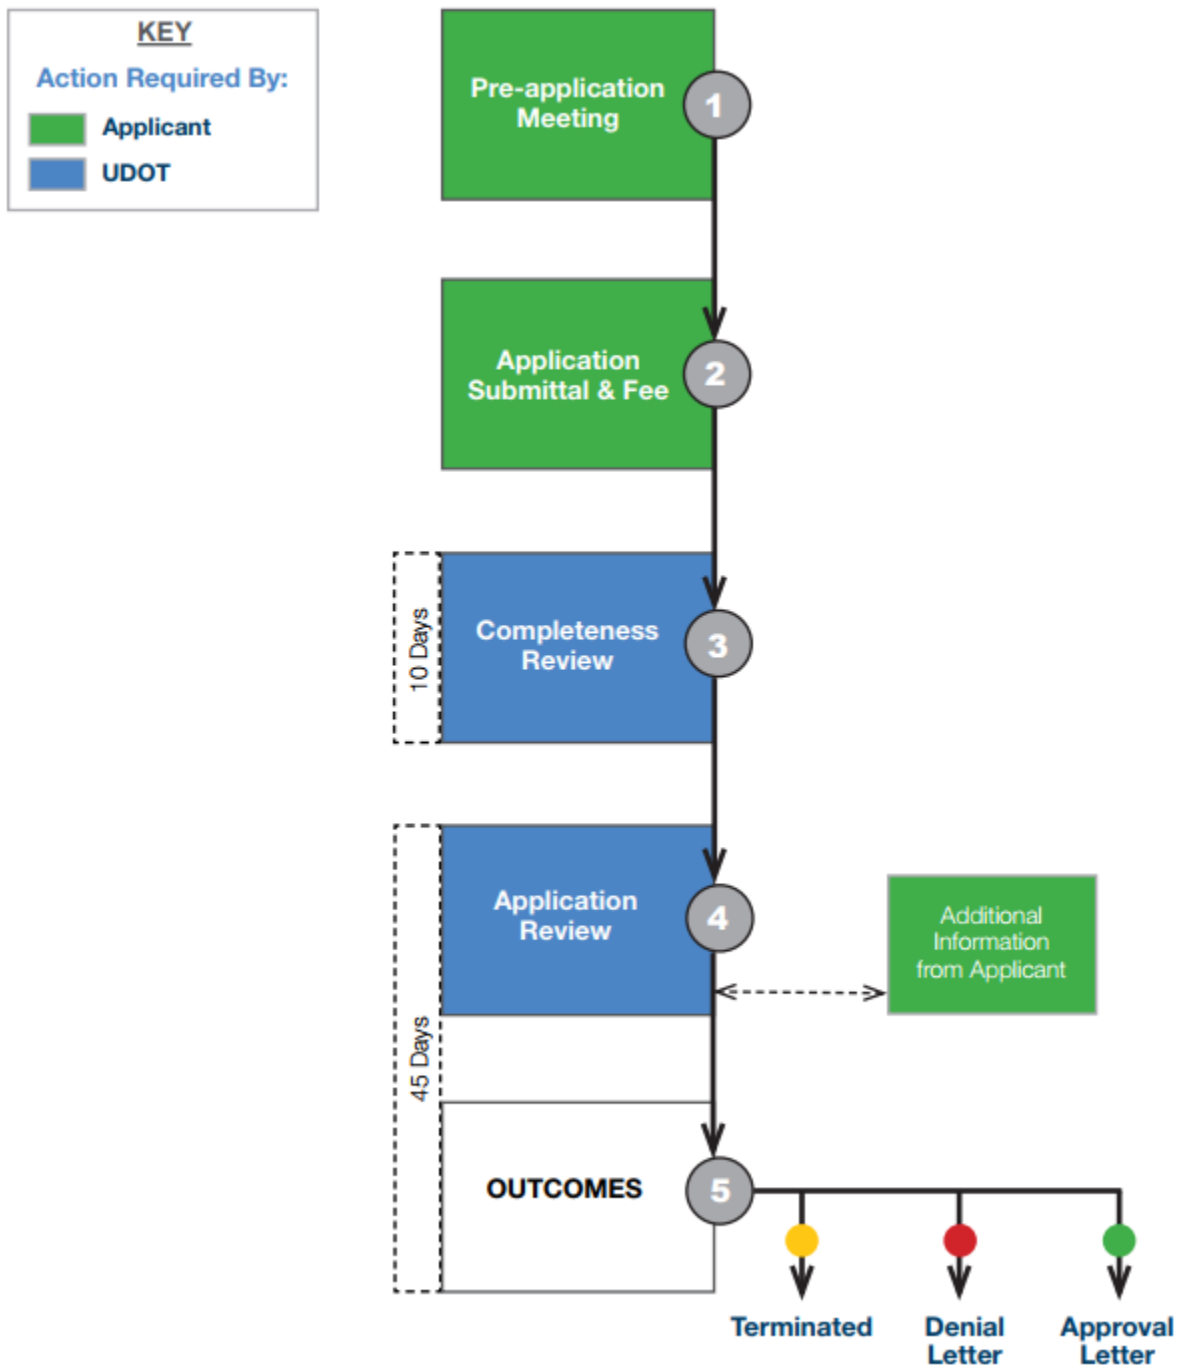 KEY
Action Required By:
Applicant
UDOT
Pre-application
Meeting
1
Application
Submittal & Fee
2
10 Days
Completeness
Review
3
Application
Review
4
Additional
Information
from Applicant
45 Days
OUTCOMES
5
Terminated
Denial
Letter
Approval
Letter